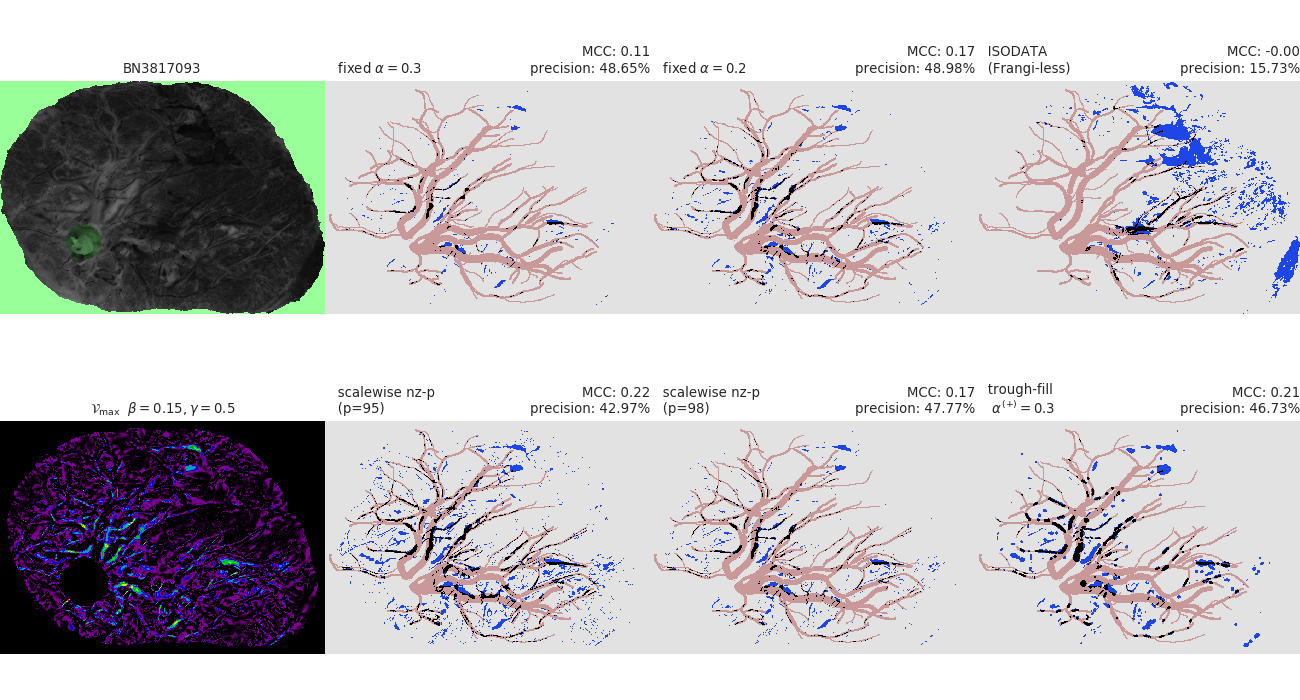 BN3817093
fixed α = 0.3
MCC: 0.11
precision: 48.65%
fixed α = 0.2
MCC: 0.17
precision: 48.98%
ISODATA
(Frangi-less)
MCC: -0.00
precision: 15.73%
𝒱max β = 0.15, γ = 0.5
scalewise nz-p
(p=95)
MCC: 0.22
precision: 42.97%
scalewise nz-p
(p=98)
MCC: 0.17
precision: 47.77%
trough-fill
α(+) = 0.3
MCC: 0.21
precision: 46.73%